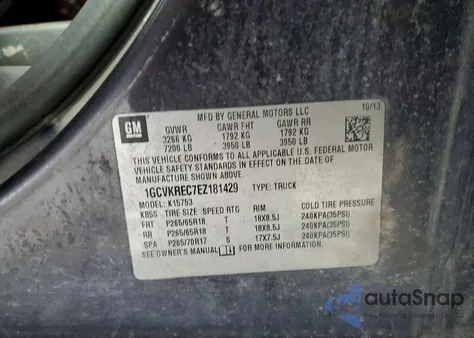 10/13
MFD BY GENERAL MOTORS LLC
GM
GVWR GAWR FHT GAWR RR
3266 KG 1792 KG 1792 KG
7200 LB 3950 LB 3950 LB
THIS VEHICLE CONFORMS TO ALL APPLICABLE U.S. FEDERAL MOTOR
VEHICLE SAFETY STANDARDS IN EFFECT ON THE DATE OF
MANUFACTURE SHOWN ABOVE.
1GCVKREC7EZ181429 TYPE: TRUCK
MODEL: K15753
KB5S TIRE SIZE SPEED RTG RIM COLD TIRE PRESSURE
FRT P265/65R18 T 18X8.5J 240KPA(35PSI)
RR P265/65R18 T 18X8.5J 240KPA(35PSI)
SPA P265/70R17 S 17X7.5J 240KPA(35PSI)
SEE OWNER'S MANUAL FOR MORE INFORMATION.
autoSnap